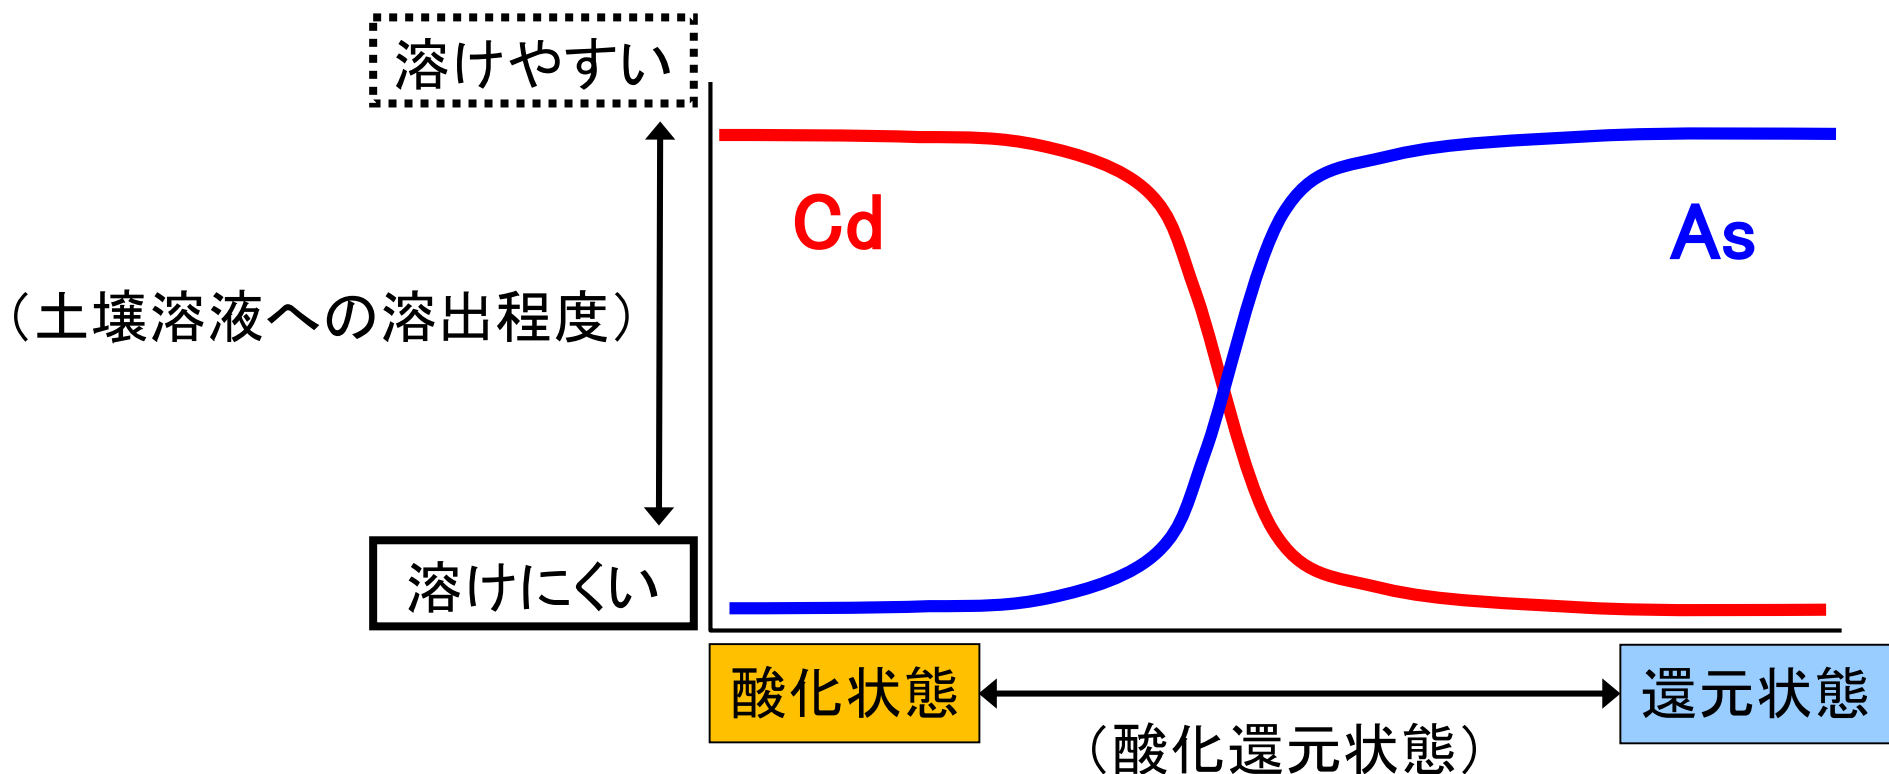 溶けやすい
Cd
As
（土壌溶液への溶出程度）
溶けにくい
酸化状態
還元状態
（酸化還元状態）